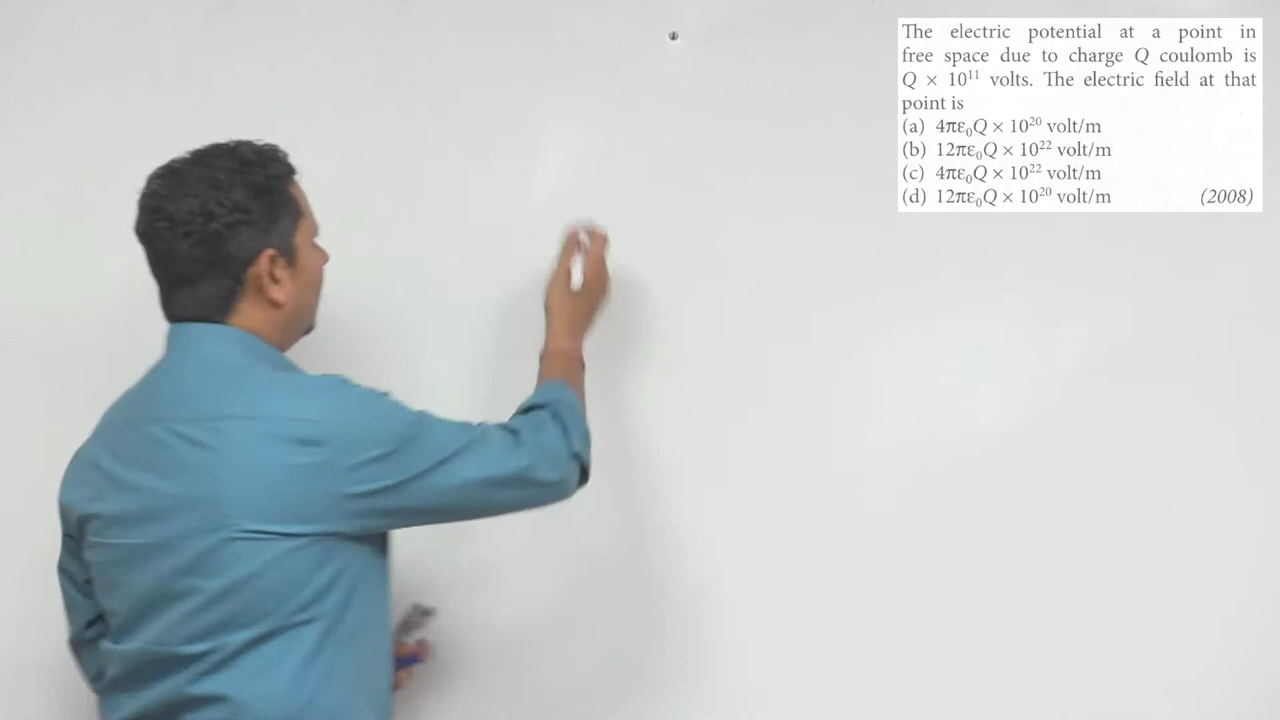 The electric potential at a point in
free space due to charge Q coulomb is
Q × 10¹¹ volts. The electric field at that
point is
(a) 4πε₀Q × 10²⁰ volt/m
(b) 12πε₀Q × 10²² volt/m
(c) 4πε₀Q × 10²² volt/m
(d) 12πε₀Q × 10²⁰ volt/m (2008)